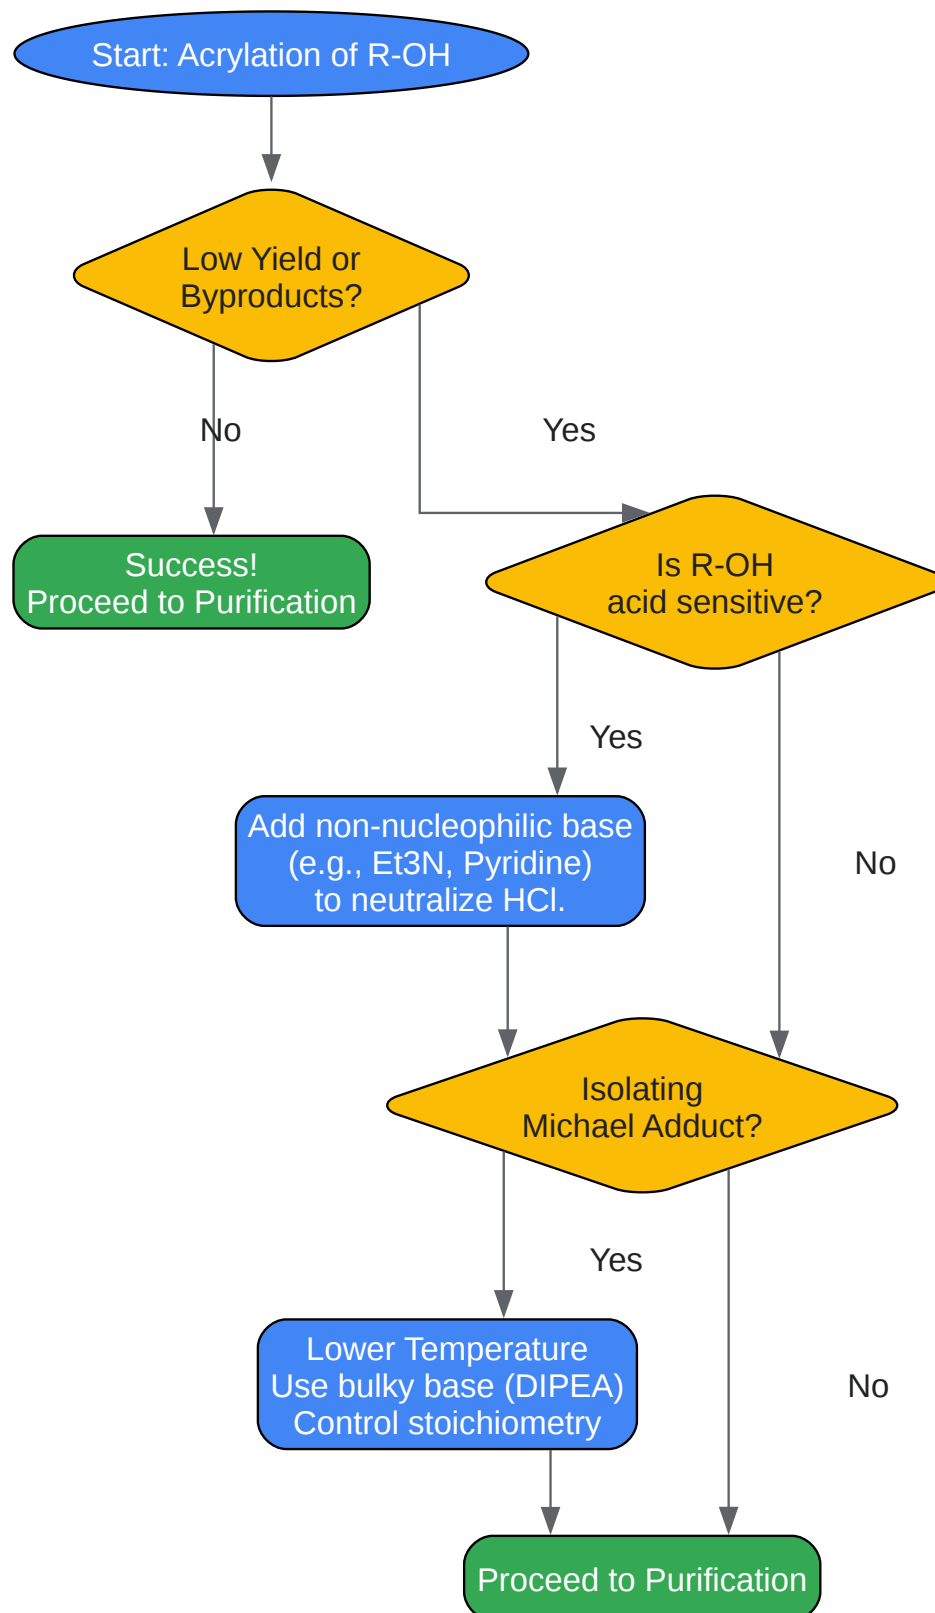 Start: Acrylation of R-OH
Low Yield or
Byproducts?
No
Yes
Success!
Proceed to Purification
Is R-OH
acid sensitive?
Yes
Add non-nucleophilic base
(e.g., Et3N, Pyridine)
to neutralize HCl.
No
Isolating
Michael Adduct?
Yes
Lower Temperature
Use bulky base (DIPEA)
Control stoichiometry
No
Proceed to Purification